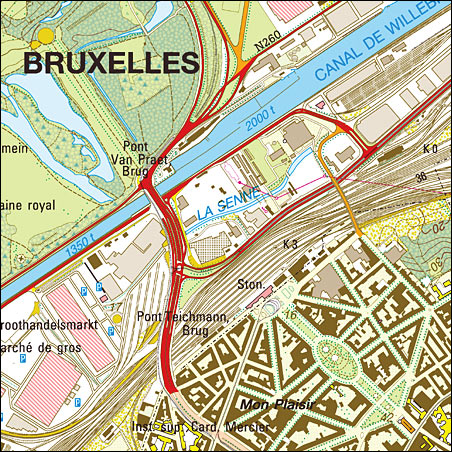 BRUXELLES
N260
CANAL DE WILLEB
2000 t
Pont
Van Praet,
Brug
mein
K 0
36
LA SENNE
aine royal
1350 t
K 3
Ston.
17
16
P
P
P
Pont Teichmann,
Brug
roothandelsmarkt
arché de gros
P
P
Mon Plaisir
Inst. sup. Card. Mercier